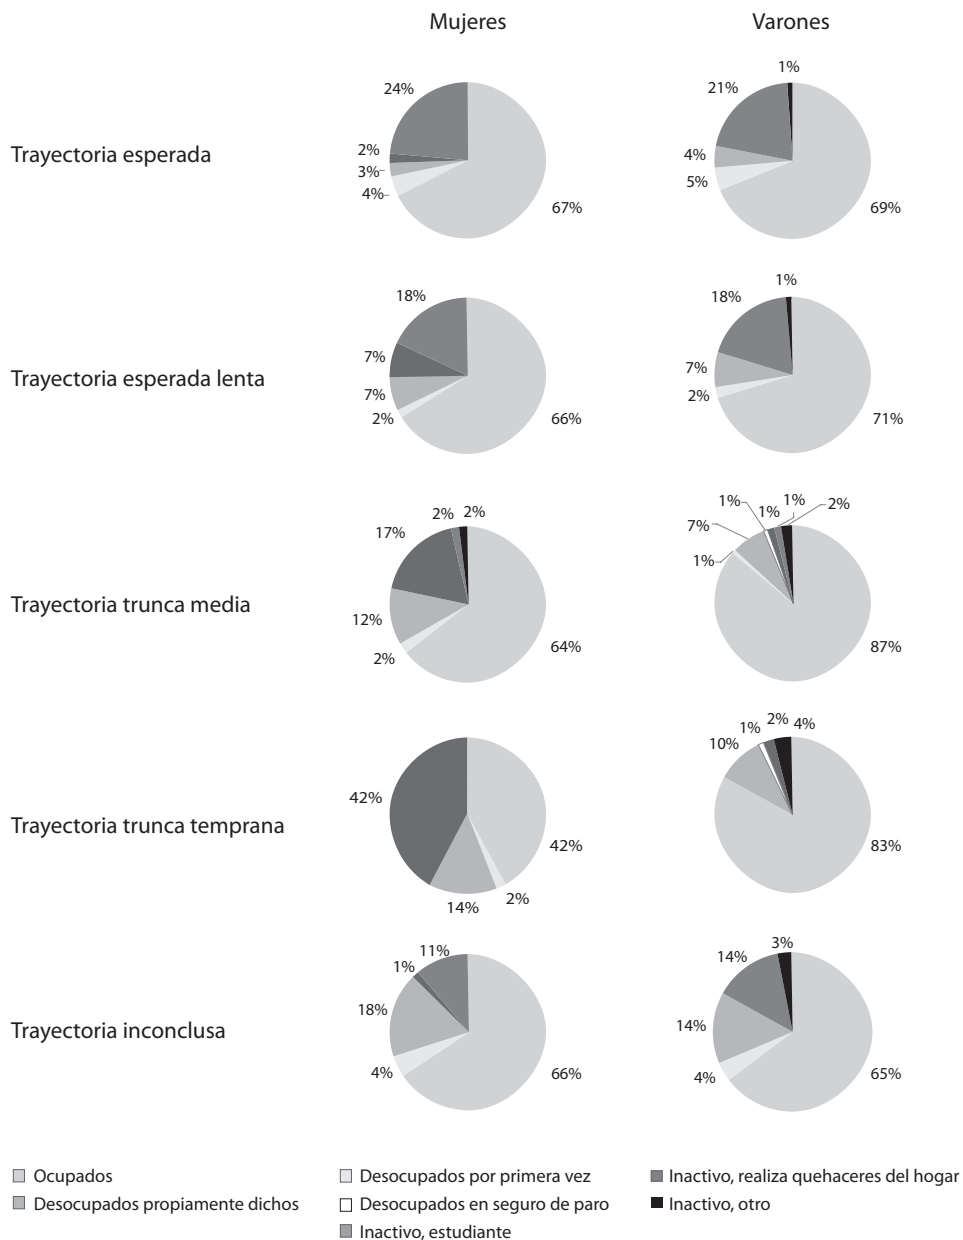 Mujeres Varones
1%
24% 21%
Trayectoria esperada
2% 4%
3%
4% 5%
67% 69%
1%
18% 18%
7% 7%
Trayectoria esperada lenta
7% 2%
2% 66% 71%
17% 2% 2% 7% 1% 1% 1% 2%
1%
Trayectoria trunca media
12%
2% 64% 87%
10% 1% 2% 4%
42%
Trayectoria trunca temprana
42% 83%
14% 2%
11% 3%
1% 14%
18% 14%
Trayectoria inconclusa
4% 66% 4% 65%
Ocupados Desocupados por primera vez Inactivo, realiza quehaceres del hogar
Desocupados propiamente dichos Desocupados en seguro de paro Inactivo, otro
Inactivo, estudiante